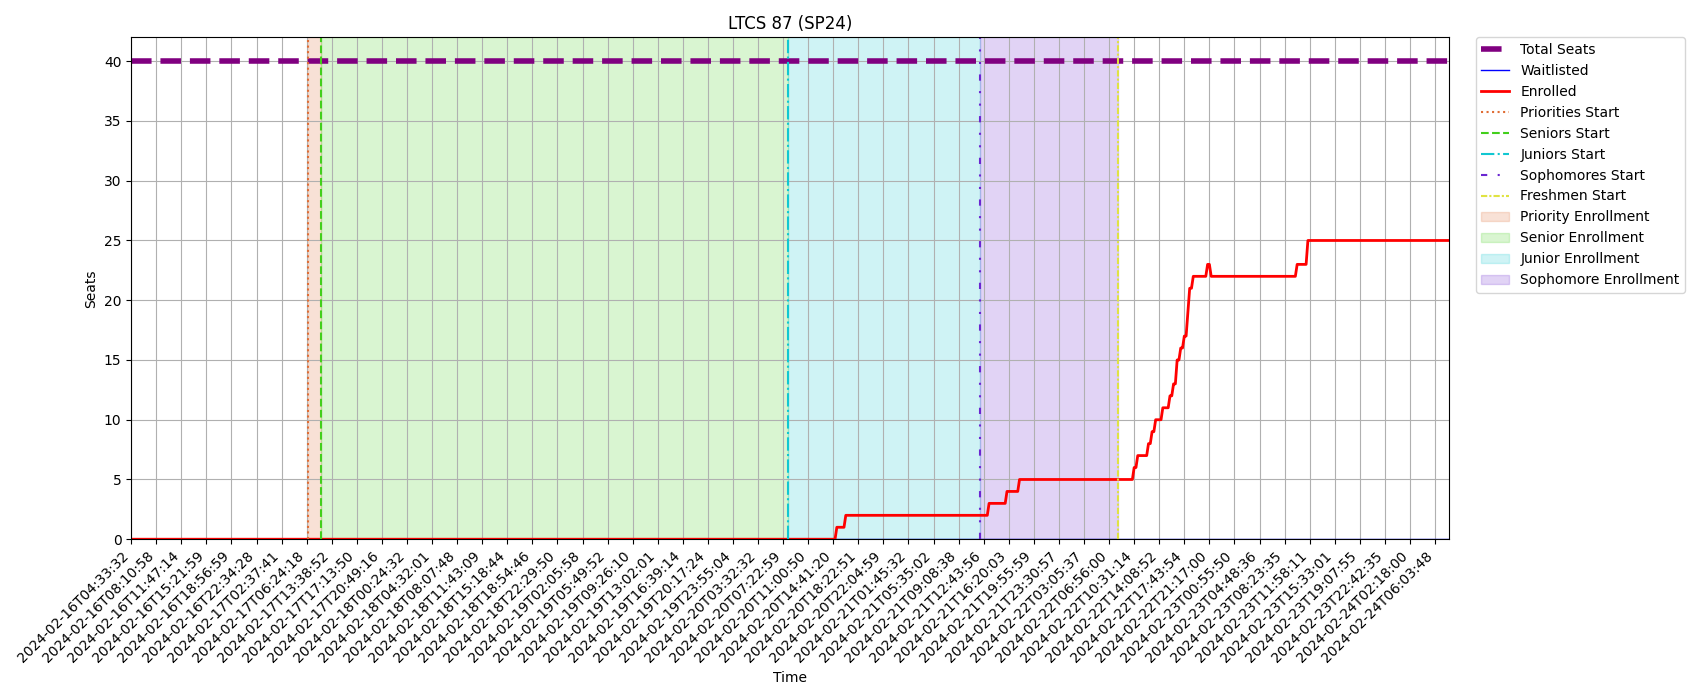 LTCS 87 (SP24)
Seats
40
35
30
25
20
15
10
5
0
2024-02-16T04:33:32
2024-02-16T08:10:58
2024-02-16T11:47:14
2024-02-16T15:21:59
2024-02-16T18:56:59
2024-02-16T22:34:28
2024-02-17T02:37:41
2024-02-17T06:24:18
2024-02-17T13:38:52
2024-02-17T17:13:50
2024-02-17T20:49:16
2024-02-18T00:24:32
2024-02-18T04:32:01
2024-02-18T08:07:48
2024-02-18T11:43:09
2024-02-18T15:18:44
2024-02-18T18:54:46
2024-02-18T22:29:50
2024-02-19T02:05:58
2024-02-19T05:49:52
2024-02-19T09:26:10
2024-02-19T13:02:01
2024-02-19T16:39:14
2024-02-19T20:17:24
2024-02-19T23:55:04
2024-02-20T03:32:32
2024-02-20T07:22:59
2024-02-20T11:00:50
2024-02-20T14:41:20
2024-02-20T18:22:51
2024-02-20T22:04:59
2024-02-21T01:45:32
2024-02-21T05:35:02
2024-02-21T09:08:38
2024-02-21T12:43:56
2024-02-21T16:20:03
2024-02-21T19:55:59
2024-02-21T23:30:57
2024-02-22T03:05:37
2024-02-22T06:56:00
2024-02-22T10:31:14
2024-02-22T14:08:52
2024-02-22T17:43:54
2024-02-22T21:17:00
2024-02-23T00:55:50
2024-02-23T04:48:36
2024-02-23T08:23:35
2024-02-23T11:58:11
2024-02-23T15:33:01
2024-02-23T19:07:55
2024-02-23T22:42:35
2024-02-24T02:18:00
2024-02-24T06:03:48
Time
Total Seats
Waitlisted
Enrolled
Priorities Start
Seniors Start
Juniors Start
Sophomores Start
Freshmen Start
Priority Enrollment
Senior Enrollment
Junior Enrollment
Sophomore Enrollment